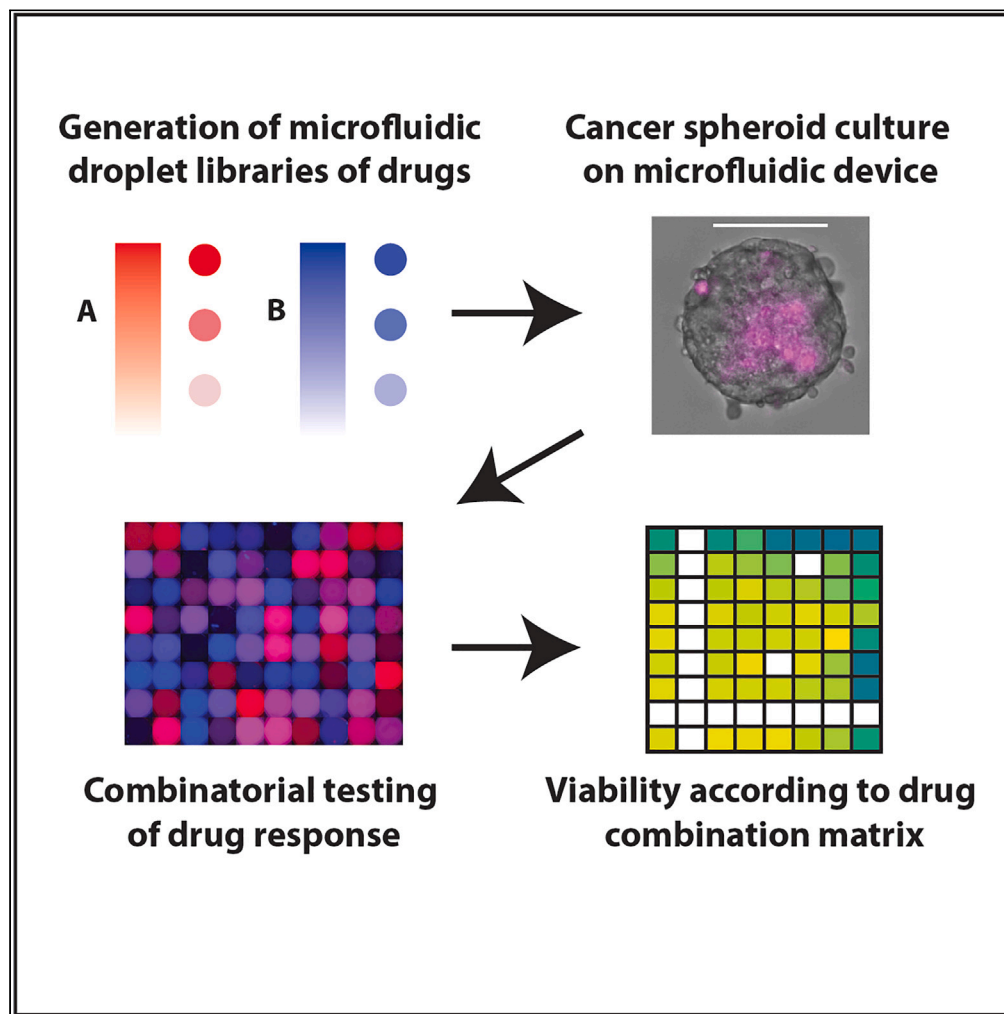 Generation of microfluidic
droplet libraries of drugs
Cancer spheroid culture
on microfluidic device
A
B
Combinatorial testing
of drug response
Viability according to drug
combination matrix